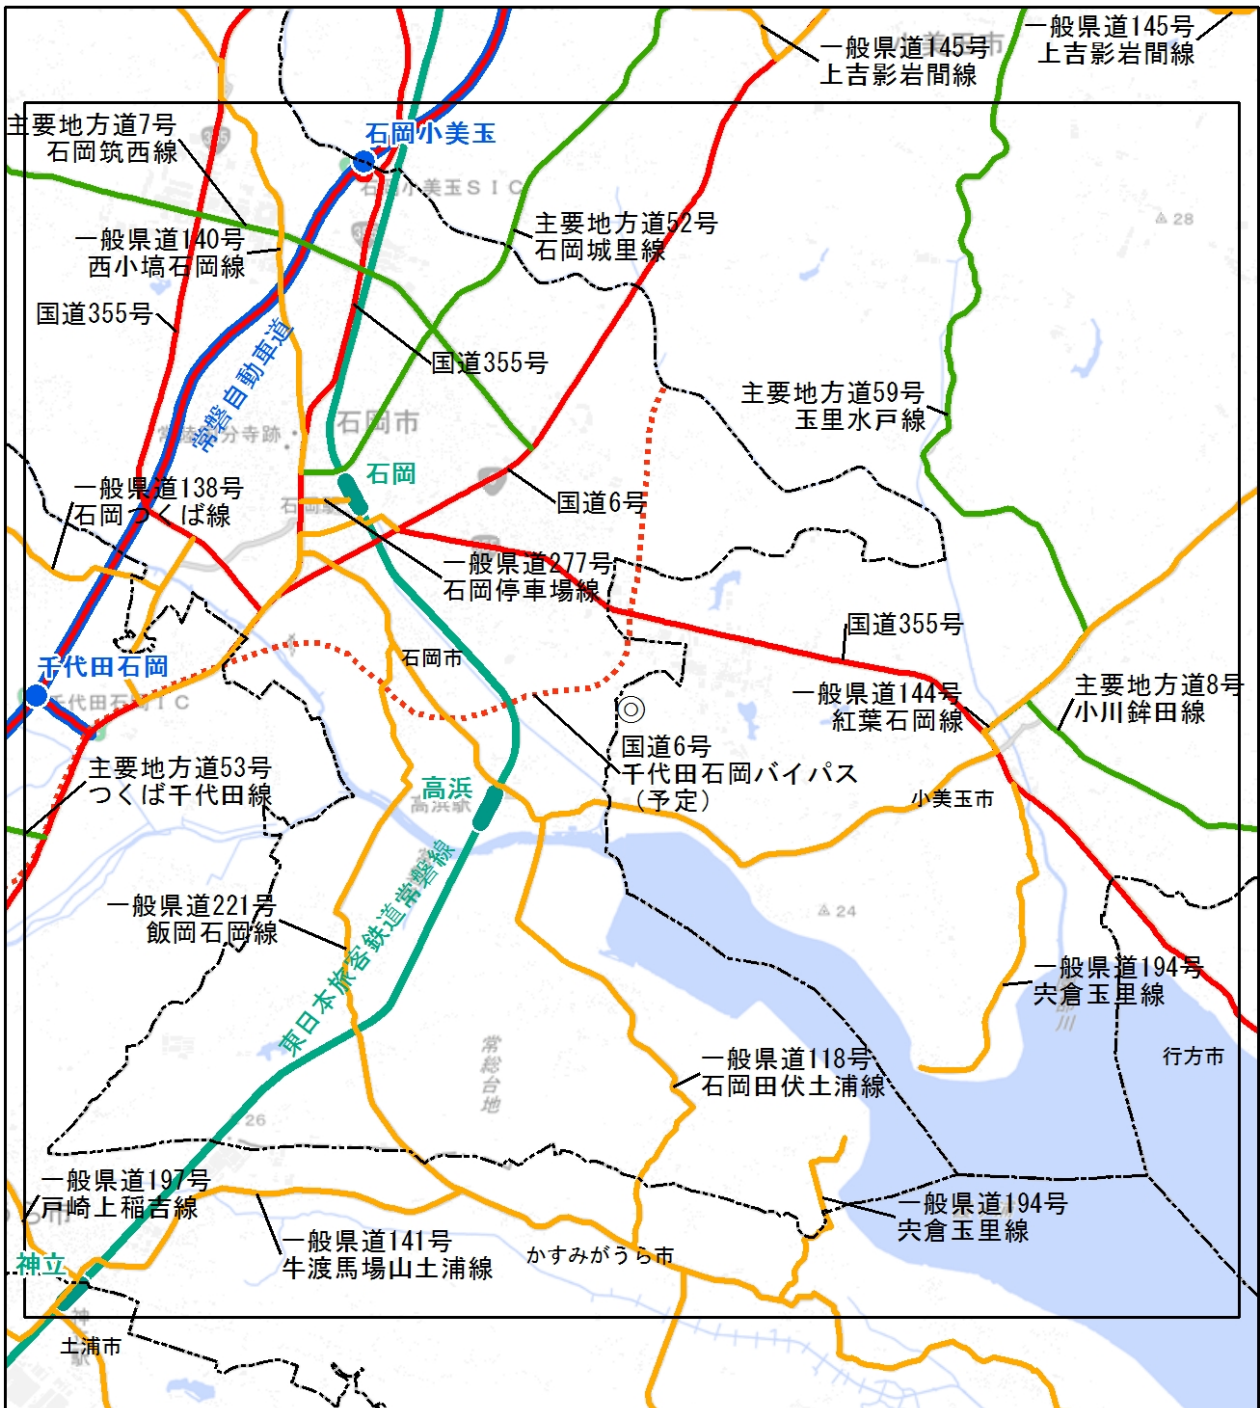 一般県道145号
上吉影岩間線
小美玉市
一般県道145号
上吉影岩間線
主要地方道7号
石岡筑西線
石岡小美玉
石岡小美玉ＳＩＣ
主要地方道52号
石岡城里線
28
一般県道140号
西小塙石岡線
国道355号
常磐自動車道
国道355号
主要地方道59号
玉里水戸線
石岡市
石岡
一般県道138号
石岡つくば線
国道6号
一般県道277号
石岡停車場線
国道355号
石岡市
千代田石岡
千代田石岡ＩＣ
一般県道144号
紅葉石岡線
主要地方道8号
小川鉾田線
国道6号
千代田石岡バイパス
（予定）
主要地方道53号
つくば千代田線
高浜
高浜駅
小美玉市
東日本旅客鉄道常磐線
一般県道221号
飯岡石岡線
24
一般県道194号
宍倉玉里線
常総台地
一般県道118号
石岡田伏土浦線
行方市
26
一般県道197号
戸崎上稲吉線
一般県道194号
宍倉玉里線
一般県道141号
牛渡馬場山土浦線
かすみがうら市
神立
土浦市